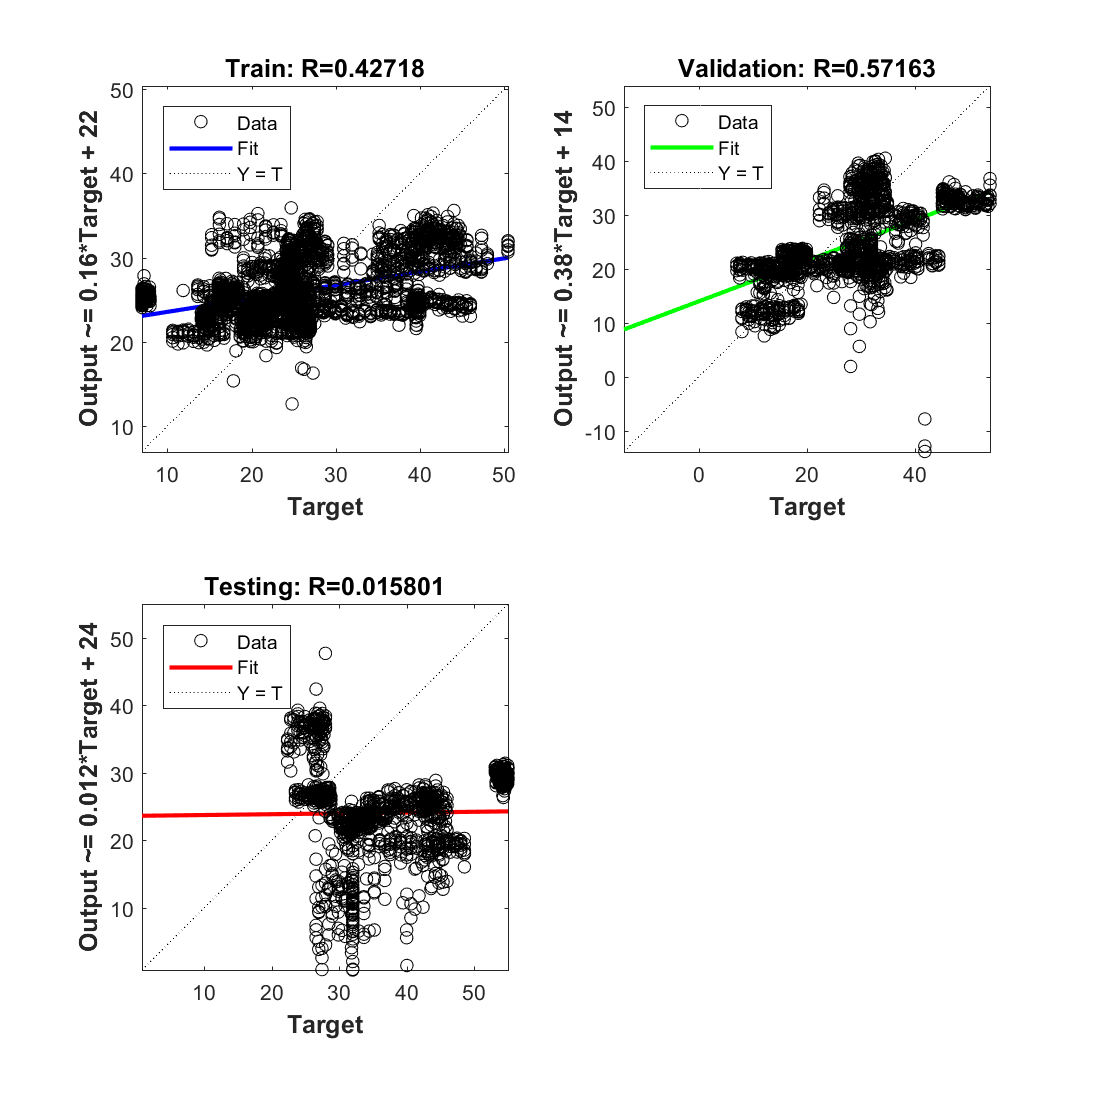 Train: R=0.42718
Output ~= 0.16*Target + 22
50
40
30
20
10
Data
Fit
Y = T
10
20
30
40
50
Target
Validation: R=0.57163
Output ~= 0.38*Target + 14
50
40
30
20
10
0
-10
Data
Fit
Y = T
0
20
40
Target
Testing: R=0.015801
Output ~= 0.012*Target + 24
50
40
30
20
10
Data
Fit
Y = T
10
20
30
40
50
Target